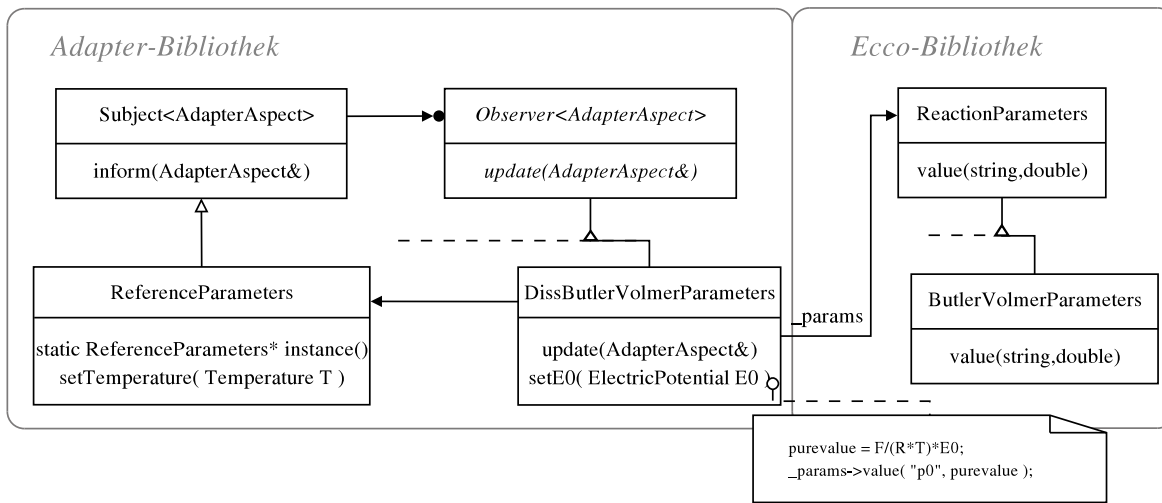 Adapter-Bibliothek
Ecco-Bibliothek
Subject<AdapterAspect>
inform(AdapterAspect&)
Observer<AdapterAspect>
update(AdapterAspect&)
ReactionParameters
value(string,double)
ReferenceParameters
static ReferenceParameters* instance()
setTemperature( Temperature T )
DissButlerVolmerParameters
update(AdapterAspect&)
setE0( ElectricPotential E0 )
_params
ButlerVolmerParameters
value(string,double)
purevalue = F/(R*T)*E0;
_params->value( "p0", purevalue );